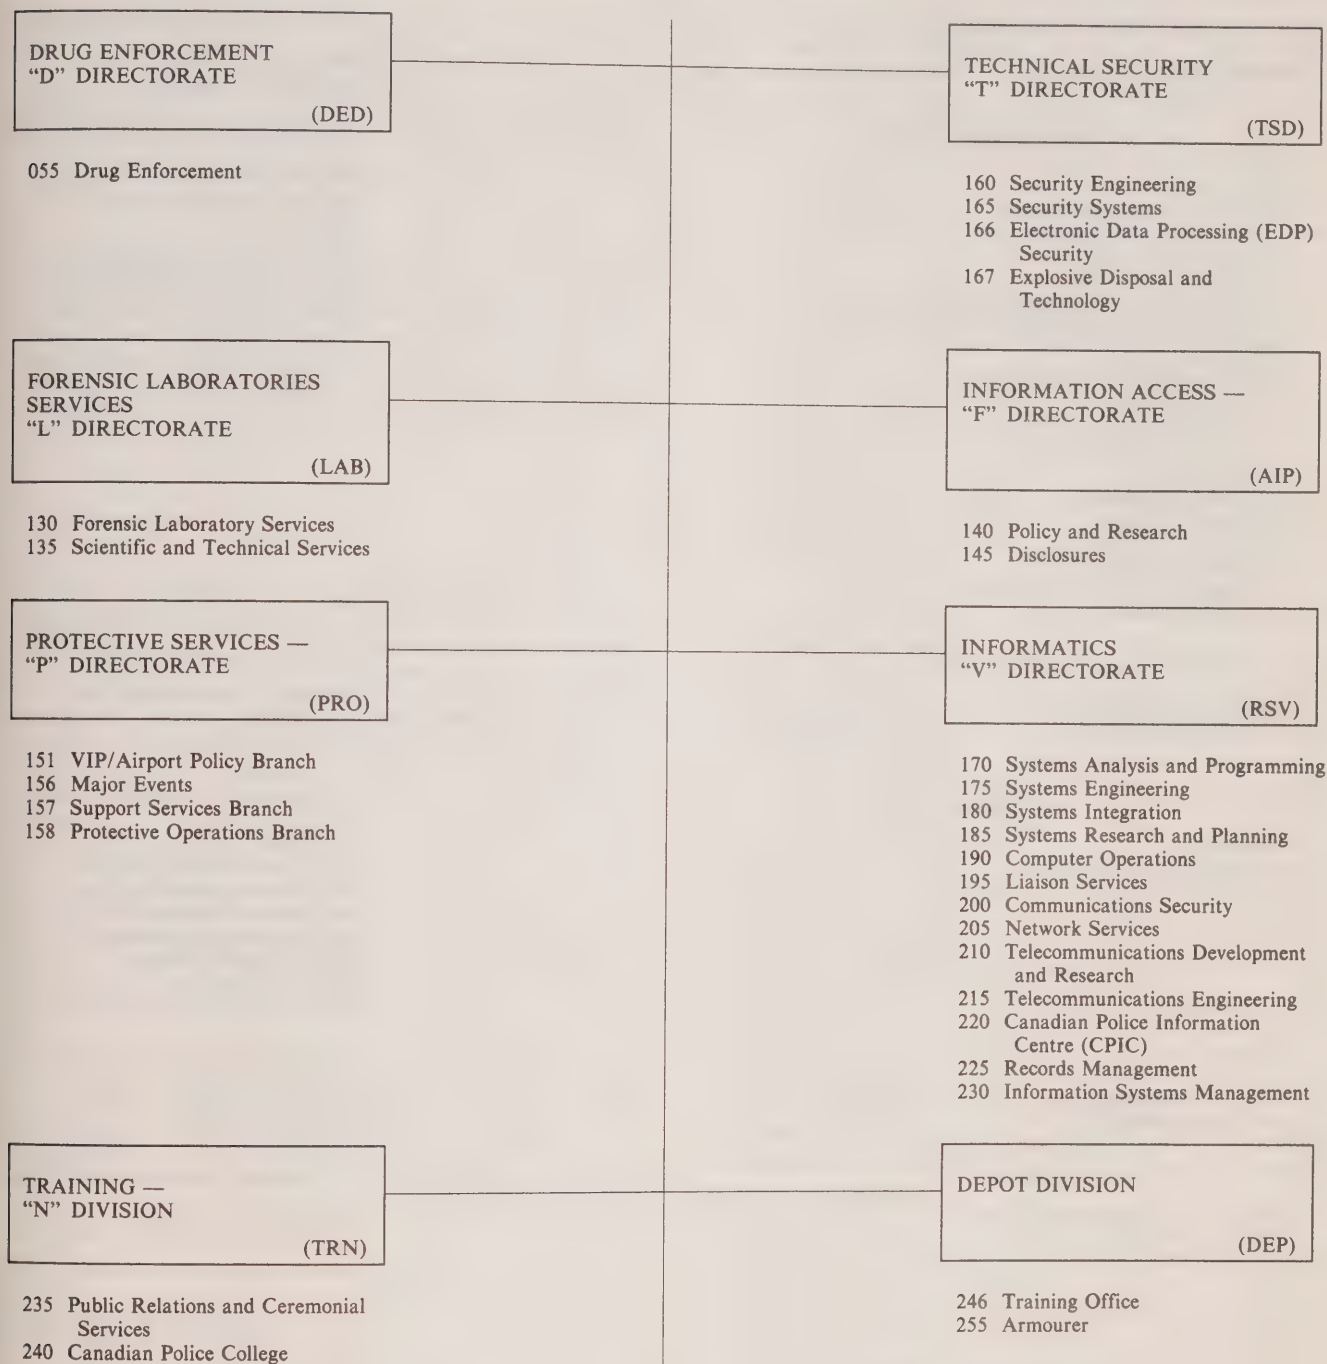 DRUG ENFORCEMENT
“D” DIRECTORATE
(DED)
055 Drug Enforcement
TECHNICAL SECURITY
“T” DIRECTORATE
(TSD)
160 Security Engineering
165 Security Systems
166 Electronic Data Processing (EDP)
Security
167 Explosive Disposal and
Technology
FORENSIC LABORATORIES
SERVICES
“L” DIRECTORATE
(LAB)
130 Forensic Laboratory Services
135 Scientific and Technical Services
INFORMATION ACCESS —
“F” DIRECTORATE
(AIP)
140 Policy and Research
145 Disclosures
PROTECTIVE SERVICES —
“P” DIRECTORATE
(PRO)
151 VIP/Airport Policy Branch
156 Major Events
157 Support Services Branch
158 Protective Operations Branch
INFORMATICS
“V” DIRECTORATE
(RSV)
170 Systems Analysis and Programming
175 Systems Engineering
180 Systems Integration
185 Systems Research and Planning
190 Computer Operations
195 Liaison Services
200 Communications Security
205 Network Services
210 Telecommunications Development
and Research
215 Telecommunications Engineering
220 Canadian Police Information
Centre (CPIC)
225 Records Management
230 Information Systems Management
TRAINING —
“N” DIVISION
(TRN)
235 Public Relations and Ceremonial
Services
240 Canadian Police College
DEPOT DIVISION
(DEP)
246 Training Office
255 Armourer